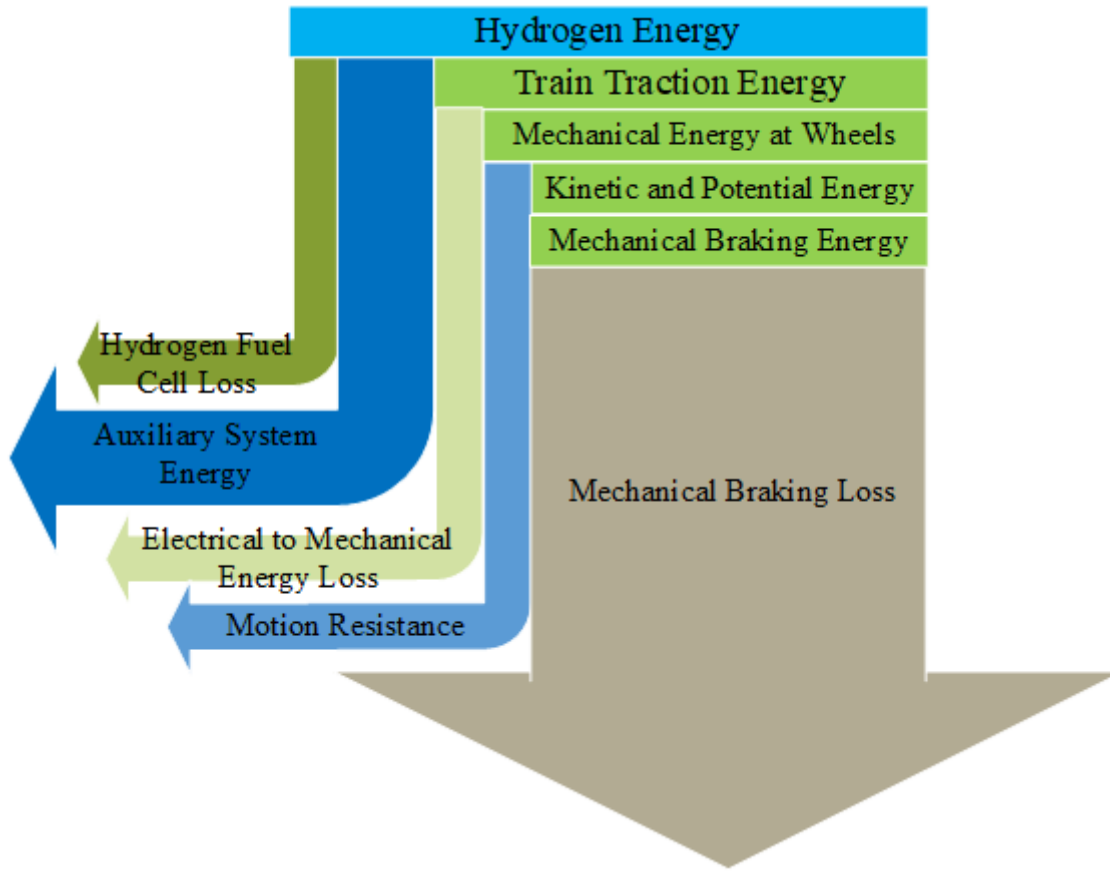 Hydrogen Energy
Train Traction Energy
Mechanical Energy at Wheels
Kinetic and Potential Energy
Mechanical Braking Energy
Hydrogen Fuel
Cell Loss
Auxiliary System
Energy
Mechanical Braking Loss
Electrical to Mechanical
Energy Loss
Motion Resistance